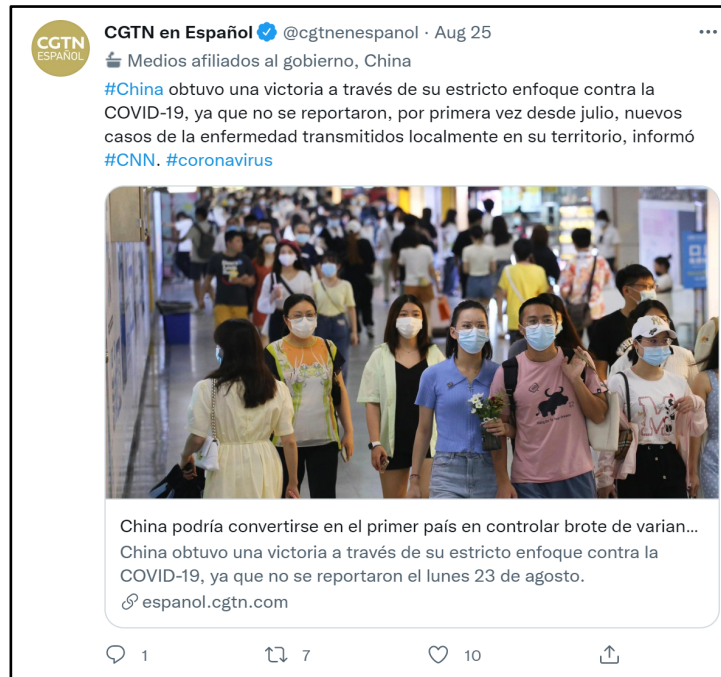 CGTN
ESPAÑOL
CGTN en Español @cgtnenespanol · Aug 25
Medios afiliados al gobierno, China
#China obtuvo una victoria a través de su estricto enfoque contra la
COVID-19, ya que no se reportaron, por primera vez desde julio, nuevos
casos de la enfermedad transmitidos localmente en su territorio, informó
#CNN. #coronavirus
M
China podría convertirse en el primer país en controlar brote de varian...
China obtuvo una victoria a través de su estricto enfoque contra la
COVID-19, ya que no se reportaron el lunes 23 de agosto.
espanol.cgtn.com
1 7 10